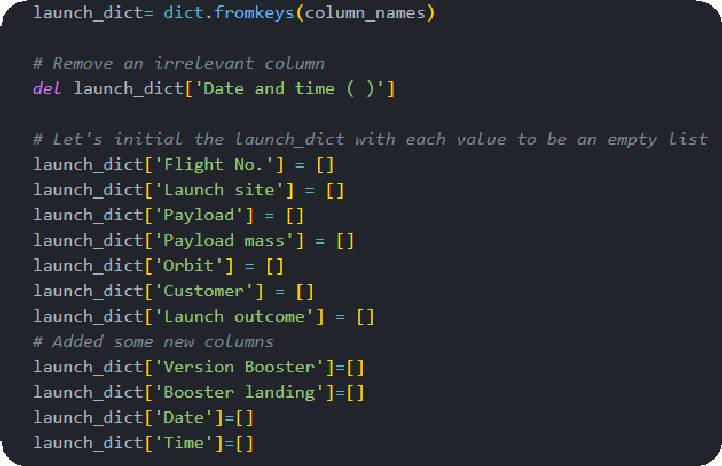 launch_dict= dict.fromkeys(column_names)
# Remove an irrelevant column
del launch_dict['Date and time ( )']
# Let's initial the launch_dict with each value to be an empty list
launch_dict['Flight No.'] = []
launch_dict['Launch site'] = []
launch_dict['Payload'] = []
launch_dict['Payload mass'] = []
launch_dict['Orbit'] = []
launch_dict['Customer'] = []
launch_dict['Launch outcome'] = []
# Added some new columns
launch_dict['Version Booster']=[]
launch_dict['Booster landing']=[]
launch_dict['Date']=[]
launch_dict['Time']=[]